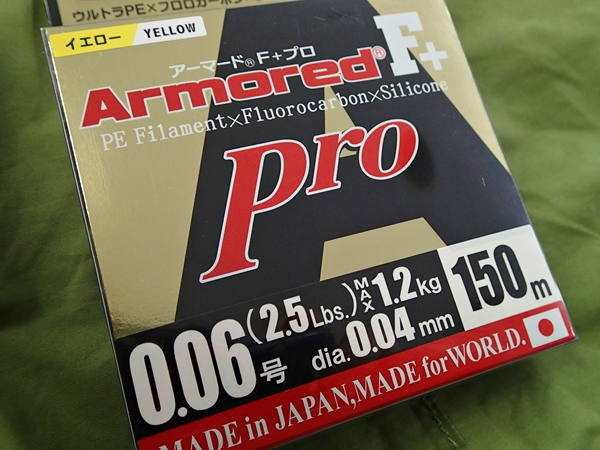 ウルトラPE×フロロカーボン×
イエロー YELLOW
アーマード®F+プロ
Armored® F+
PE Filament×Fluorocarbon×Silicone
Pro
0.06号 (2.5Lbs.) MAX 1.2kg
dia.0.04mm 150m
MADE in JAPAN,MADE for WORLD.